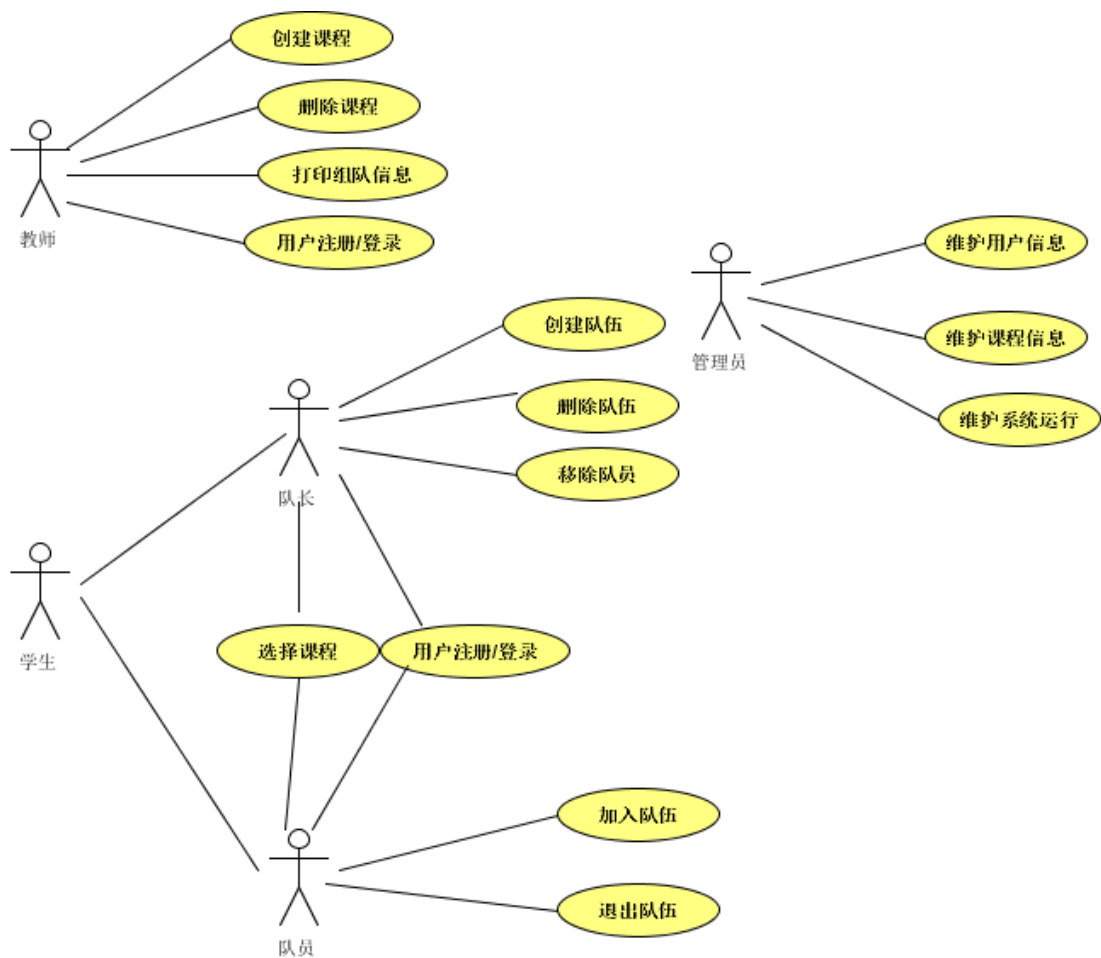 创建课程
删除课程
打印组队信息
用户注册/登录
教师
维护用户信息
维护课程信息
维护系统运行
管理员
创建队伍
删除队伍
移除队员
队长
学生
选择课程
用户注册/登录
加入队伍
退出队伍
队员